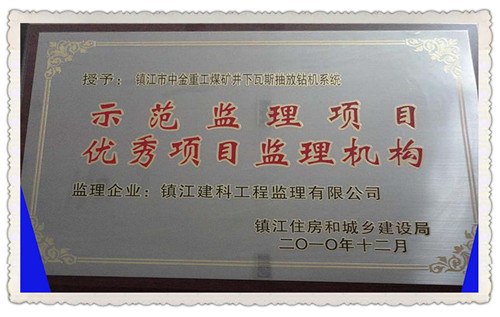 授予：镇江市中金重工煤矿井下瓦斯抽放钻机系统
示范监理项目
优秀项目监理机构
监理企业：镇江建科工程监理有限公司
镇江住房和城乡建设局
二〇一〇年十二月